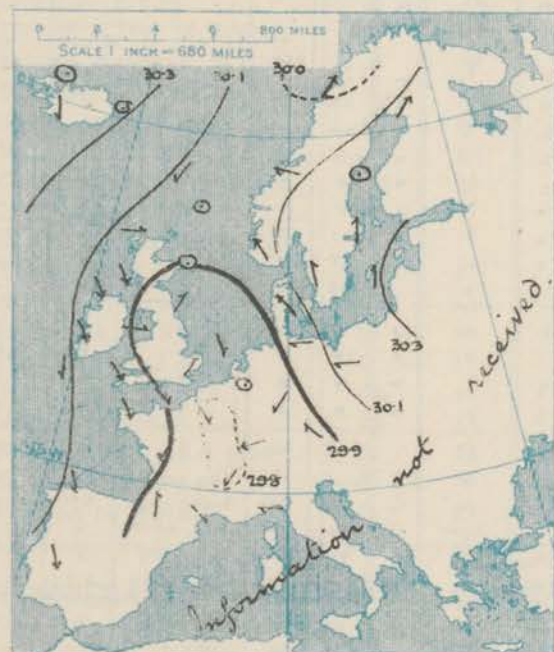 0 2 4 6 800 MILES
SCALE 1 INCH = 680 MILES
30.3 30.1 30.0
30.3
30.1
29.9
29.8
Information not received.